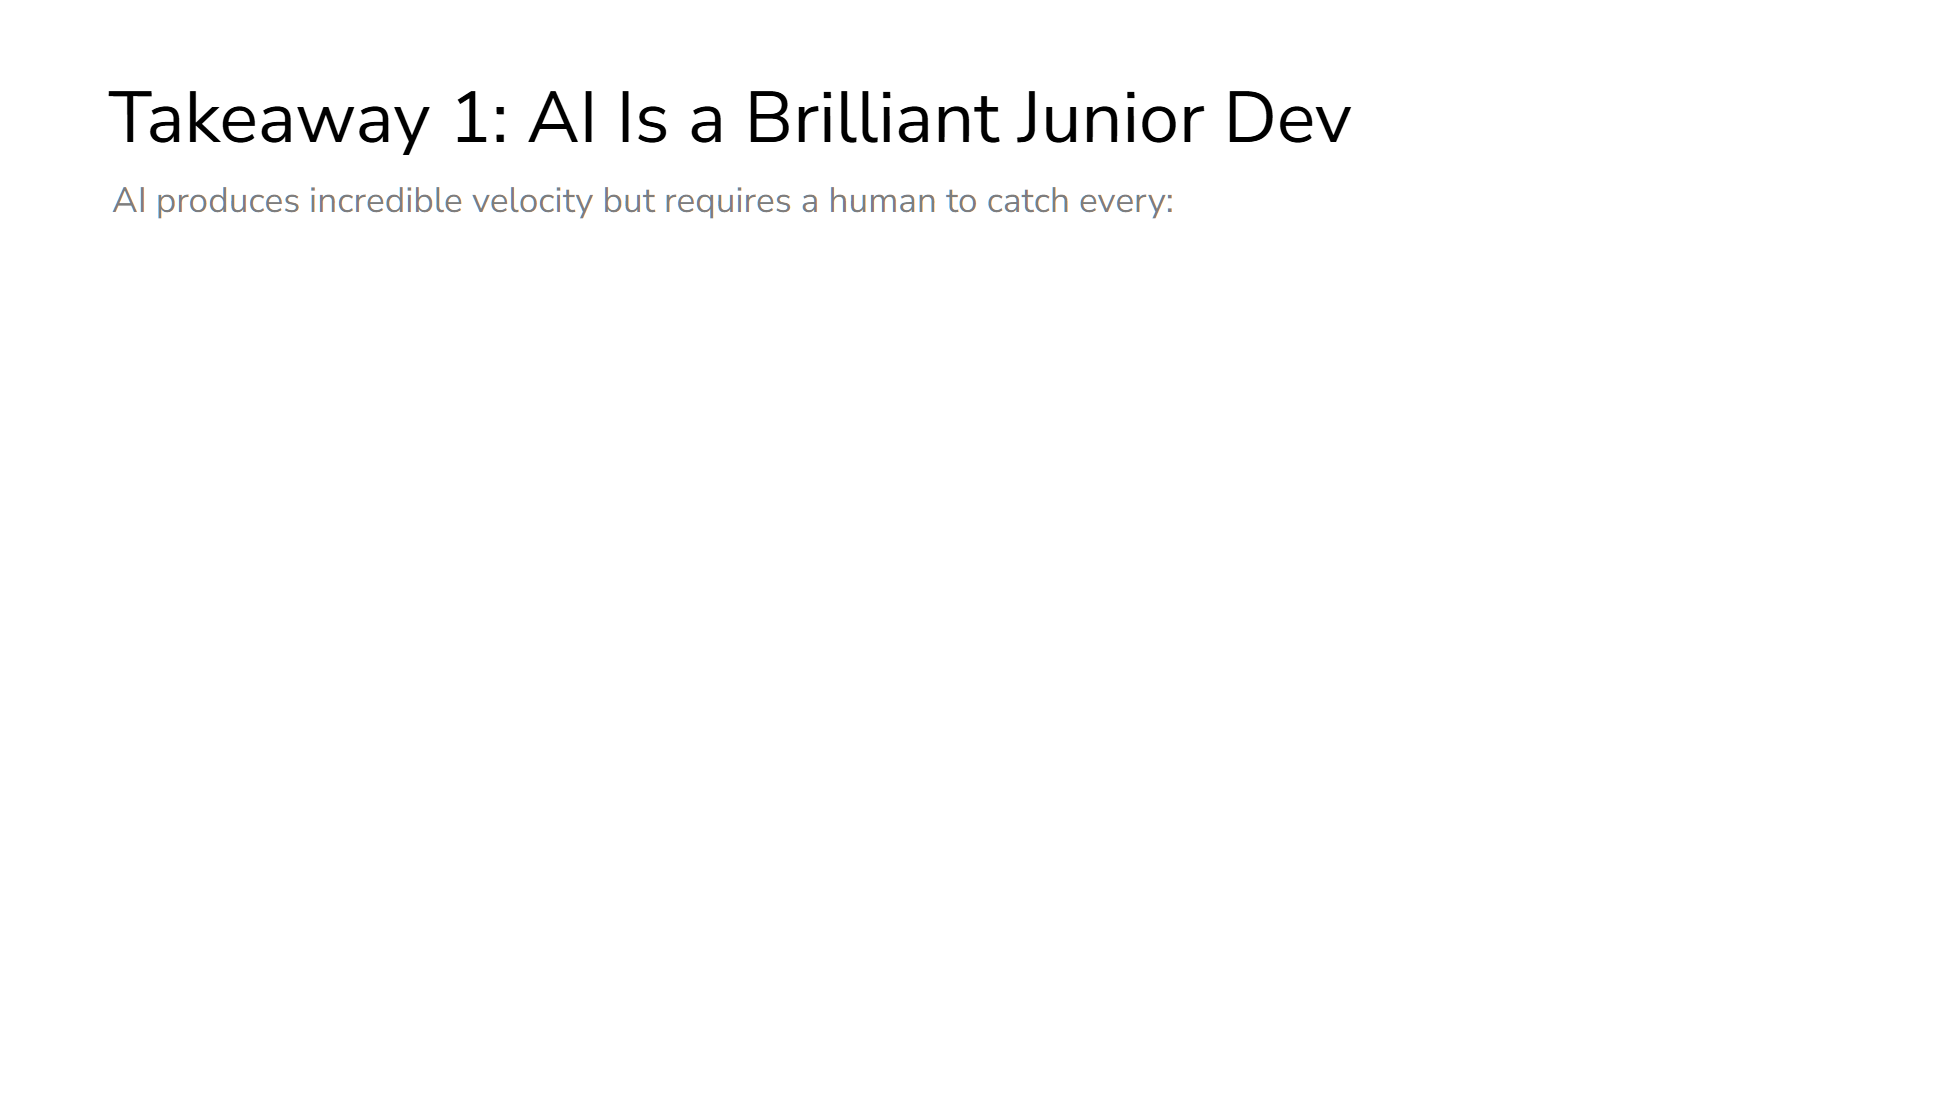 Takeaway 1: AI Is a Brilliant Junior Dev
AI produces incredible velocity but requires a human to catch every: